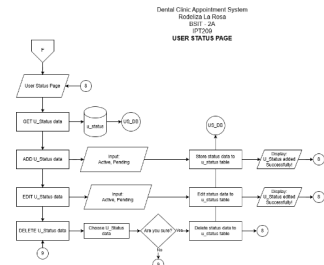 Dental Clinic Appointment System
Rodeliza La Rosa
BSIT - 2A
IPT209
USER STATUS PAGE
F
User Status Page
8
GET U_Status data
u_status
US_DB
US_DB
ADD U_Status data
Input:
Active, Pending
Store status data to
u_status table
Display:
U_Status added
Successfully!
8
EDIT U_Status data
Input:
Active, Pending
Edit status data to
u_status table
Display:
U_Status edited
Successfully!
8
DELETE U_Status data
Choose U_Status
data
Are you sure?
Yes
Delete status data to
u_status table
8
No
9
9